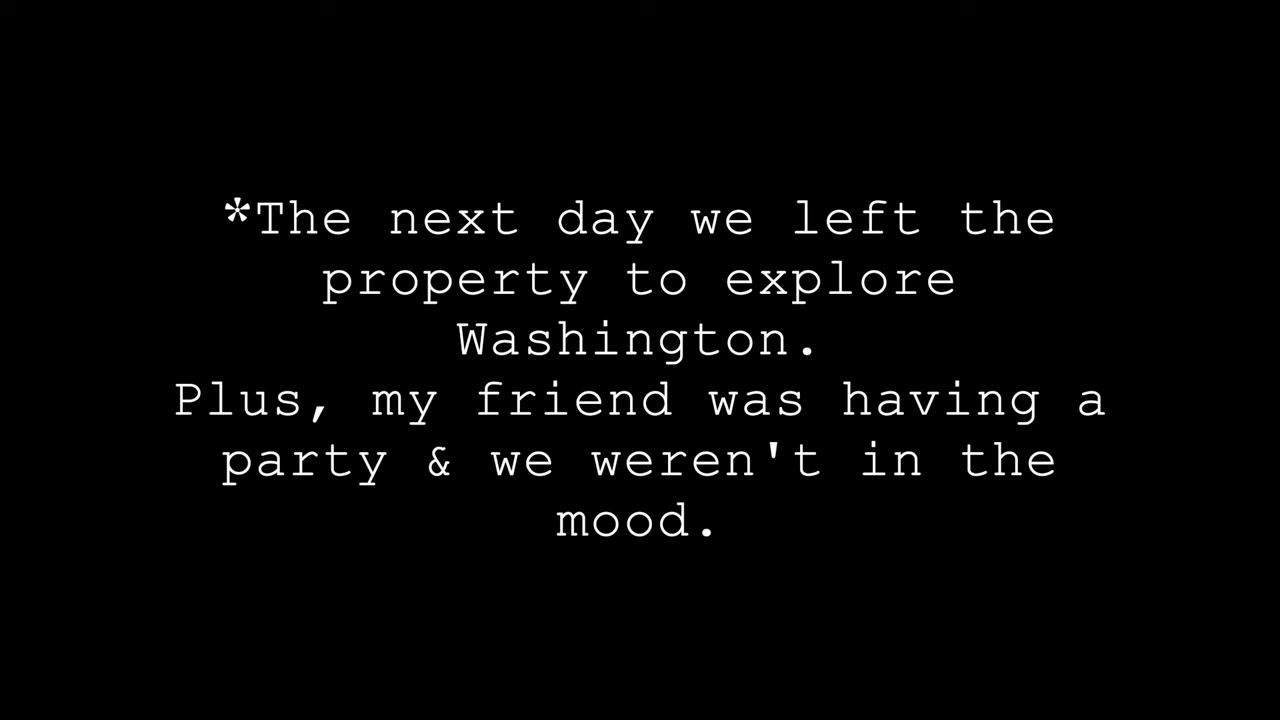 *The next day we left the
property to explore
Washington.
Plus, my friend was having a
party & we weren't in the
mood.